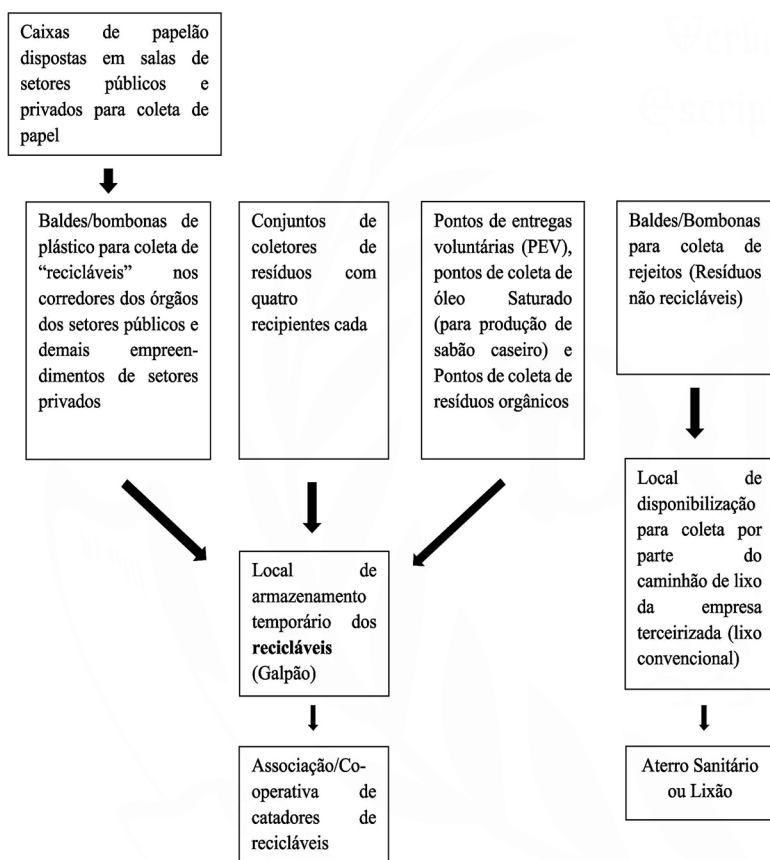 Caixas de papelão
dispostas em salas de
setores públicos e
privados para coleta de
papel
Baldes/bombonas de
plástico para coleta de
“recicláveis” nos
corredores dos órgãos
dos setores públicos e
demais empreen-
dimentos de setores
privados
Conjuntos de
coletores de
resíduos com
quatro
recipientes cada
Pontos de entregas
voluntárias (PEV),
pontos de coleta de
óleo Saturado
(para produção de
sabão caseiro) e
Pontos de coleta de
resíduos orgânicos
Baldes/Bombonas
para coleta de
rejeitos (Resíduos
não recicláveis)
Local de
armazenamento
temporário dos
recicláveis
(Galpão)
Local de
disponibilização
para coleta por
parte do
caminhão de lixo
da empresa
terceirizada (lixo
convencional)
Associação/Co-
operativa de
catadores de
recicláveis
Aterro Sanitário
ou Lixão